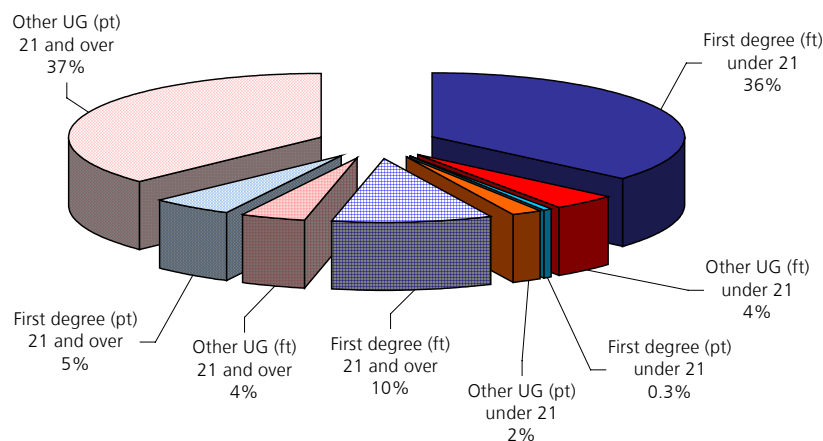 Other UG (pt)
21 and over
37%
First degree (ft)
under 21
36%
Other UG (ft)
under 21
4%
First degree (pt)
under 21
0.3%
Other UG (pt)
under 21
2%
First degree (ft)
21 and over
10%
Other UG (ft)
21 and over
4%
First degree (pt)
21 and over
5%